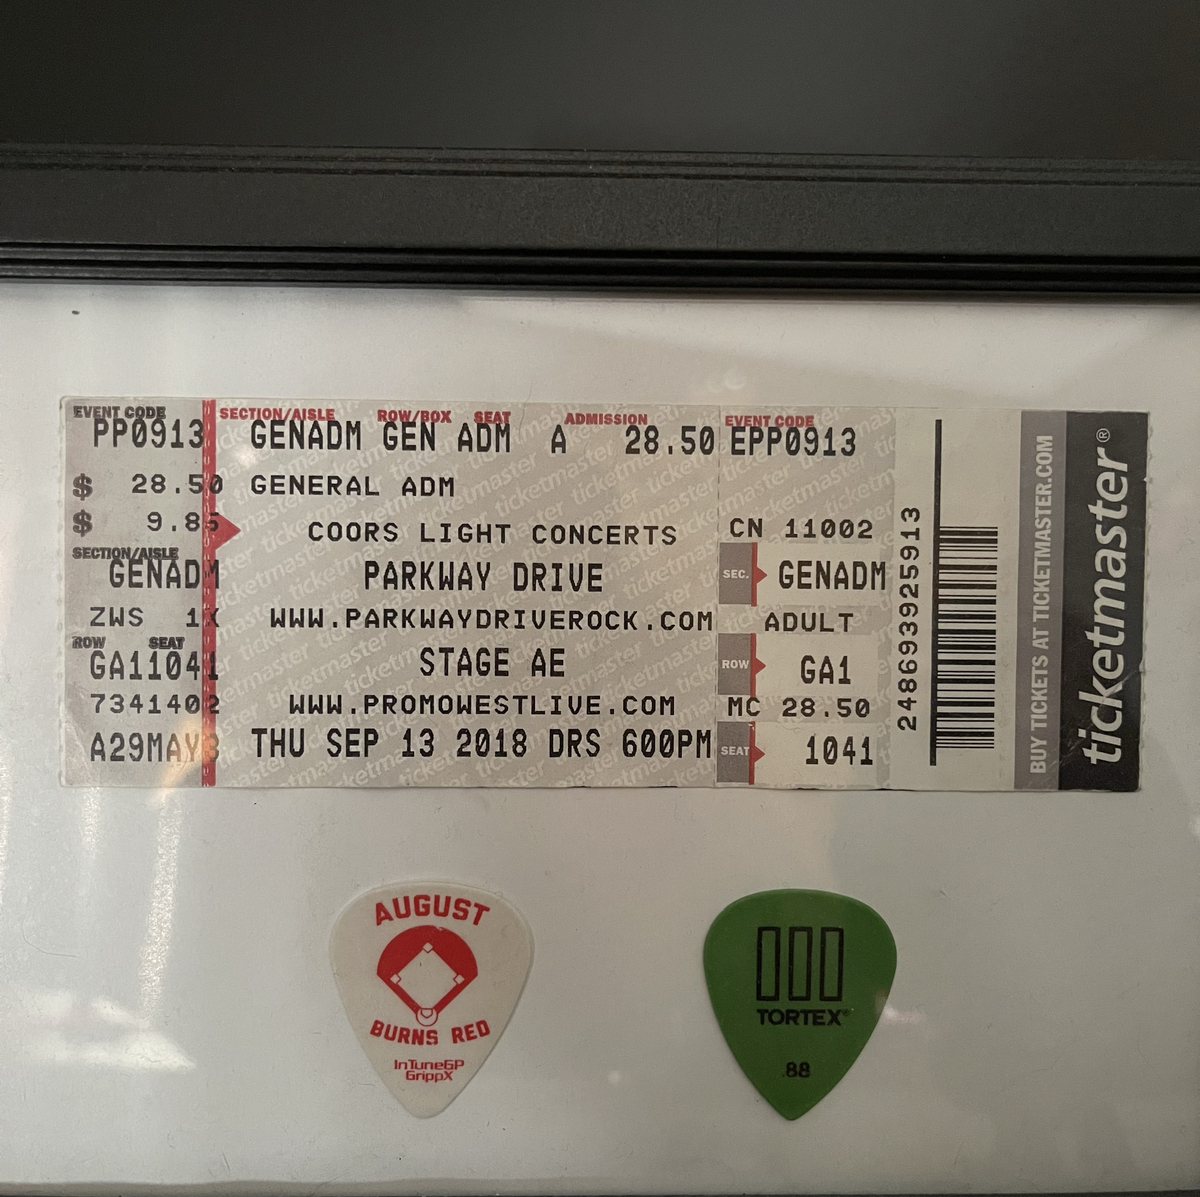 EVENT CODE
PP0913
$ 28.50
$ 9.85
SECTION/AISLE
GENADM
ZWS 1X
ROW SEAT
GA11041
7341402
A29MAY8
SECTION/AISLE ROW/BOX SEAT ADMISSION
GENADM GEN ADM A 28.50
GENERAL ADM
COORS LIGHT CONCERTS
PARKWAY DRIVE
WWW.PARKWAYDRIVEROCK.COM
STAGE AE
WWW.PROMOWESTLIVE.COM
THU SEP 13 2018 DRS 600PM
EVENT CODE
EPP0913
CN 11002
SEC. GENADM
ADULT
ROW GA1
MC 28.50
SEAT 1041
248693925913
BUY TICKETS AT TICKETMASTER.COM
ticketmaster®
AUGUST
BURNS RED
InTuneGP
GrippX
TORTEX®
.88